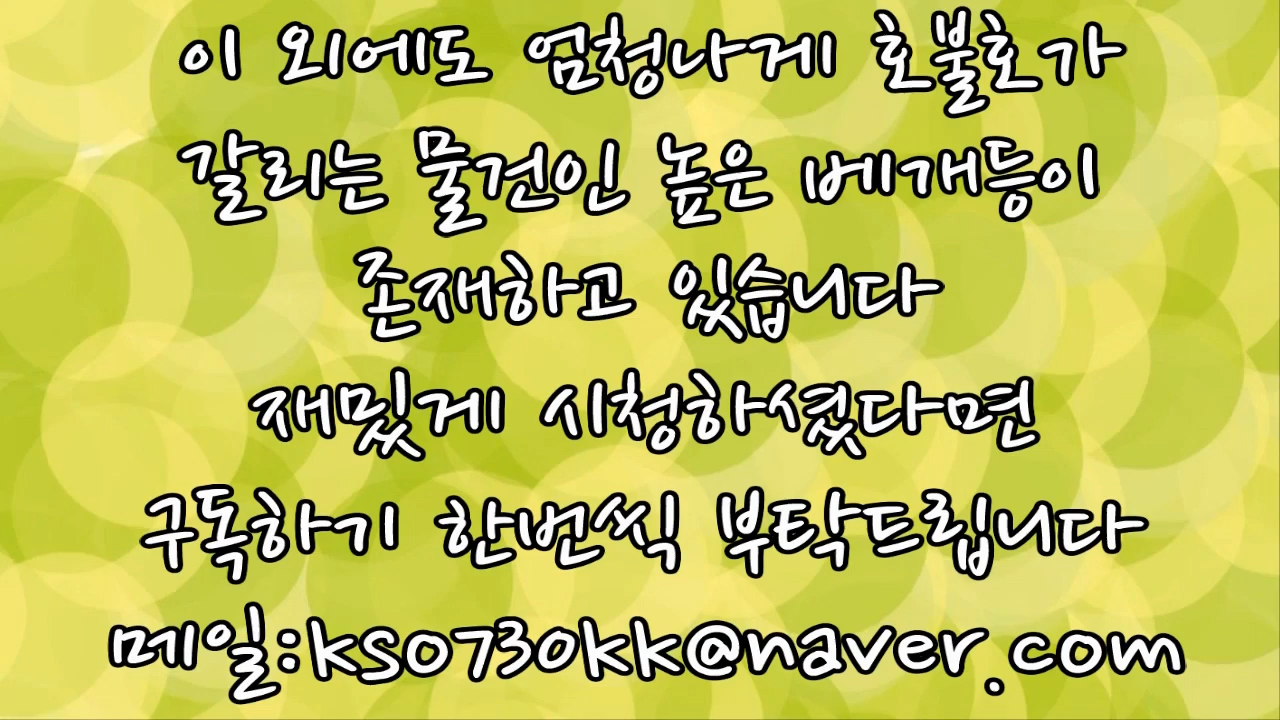 이 외에도 엄청나게 호불호가
갈리는 물건인 높은 베개등이
존재하고 있습니다
재밌게 시청하셨다면
구독하기 한번씩 부탁드립니다
메일:kso730kk@naver.com